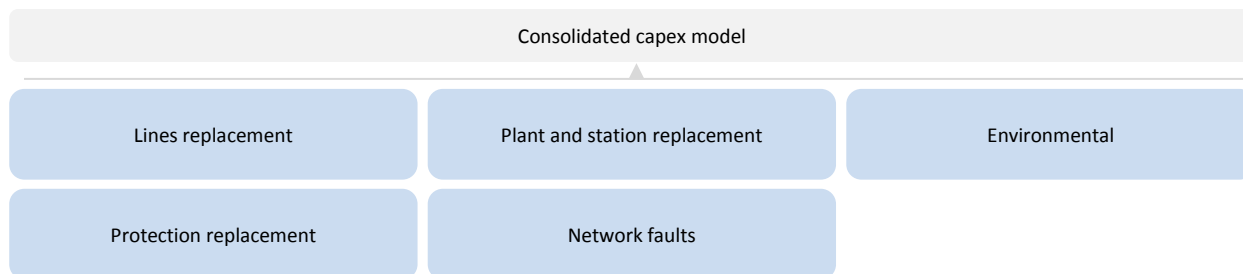 Consolidated capex model
Lines replacement
Plant and station replacement
Environmental
Protection replacement
Network faults